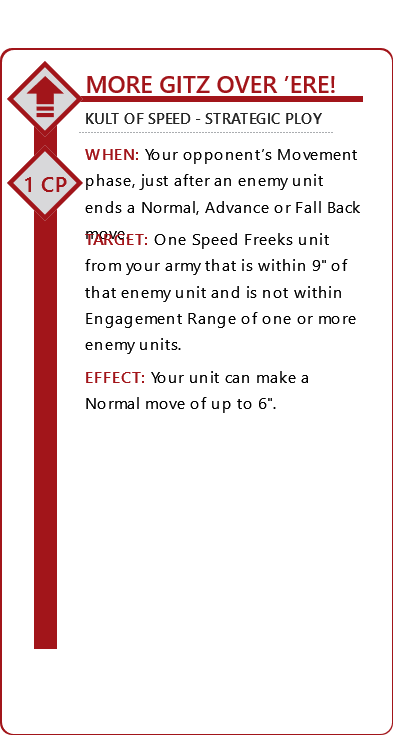 MORE GITZ OVER ’ERE!
KULT OF SPEED - STRATEGIC PLOY
1 CP
WHEN: Your opponent’s Movement
phase, just after an enemy unit
ends a Normal, Advance or Fall Back
move.
TARGET: One Speed Freeks unit
from your army that is within 9" of
that enemy unit and is not within
Engagement Range of one or more
enemy units.
EFFECT: Your unit can make a
Normal move of up to 6".